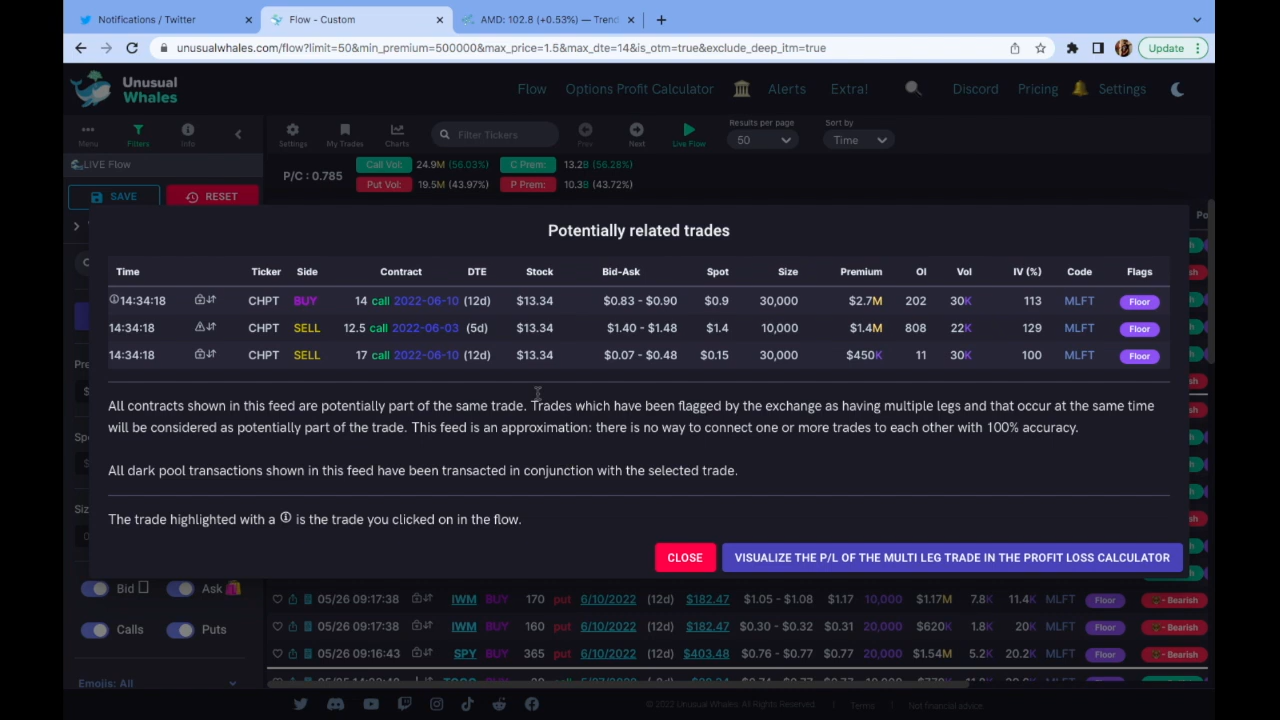 Notifications / Twitter
Flow - Custom
AMD: 102.8 (+0.53%) — Trend
unusualwhales.com/flow?limit=50&min_premium=500000&max_price=1.5&max_dte=14&is_otm=true&exclude_deep_itm=true
Update
Unusual Whales
Flow Options Profit Calculator Alerts Extra! Discord Pricing Settings
Menu Filters Info Settings My Trades Charts Filter Tickers Prev Next Live Flow
Results per page 50
Sort by Time
LIVE Flow
P/C : 0.785
Call Vol: 24.9M (56.03%) C Prem: 13.2B (56.28%)
Put Vol: 19.5M (43.97%) P Prem: 10.3B (43.72%)
SAVE RESET
Potentially related trades
Time Ticker Side Contract DTE Stock Bid-Ask Spot Size Premium OI Vol IV (%) Code Flags
14:34:18 CHPT BUY 14 call 2022-06-10 (12d) $13.34 $0.83 - $0.90 $0.9 30,000 $2.7M 202 30K 113 MLFT Floor
14:34:18 CHPT SELL 12.5 call 2022-06-03 (5d) $13.34 $1.40 - $1.48 $1.4 10,000 $1.4M 808 22K 129 MLFT Floor
14:34:18 CHPT SELL 17 call 2022-06-10 (12d) $13.34 $0.07 - $0.48 $0.15 30,000 $450K 11 30K 100 MLFT Floor
All contracts shown in this feed are potentially part of the same trade. Trades which have been flagged by the exchange as having multiple legs and that occur at the same time
will be considered as potentially part of the trade. This feed is an approximation: there is no way to connect one or more trades to each other with 100% accuracy.
All dark pool transactions shown in this feed have been transacted in conjunction with the selected trade.
The trade highlighted with a ⓘ is the trade you clicked on in the flow.
CLOSE VISUALIZE THE P/L OF THE MULTI LEG TRADE IN THE PROFIT LOSS CALCULATOR
Bid Ask
Calls Puts
Emojis: All
05/26 09:17:38 IWM BUY 170 put 6/10/2022 (12d) $182.47 $1.05 - $1.08 $1.17 10,000 $1.17M 7.8K 11.4K MLFT Floor - Bearish
05/26 09:17:38 IWM BUY 160 put 6/10/2022 (12d) $182.47 $0.30 - $0.32 $0.31 20,000 $620K 1.8K 20K MLFT Floor - Bearish
05/26 09:16:43 SPY BUY 365 put 6/10/2022 (12d) $403.48 $0.76 - $0.77 $0.77 20,000 $1.54M 5.2K 20.2K MLFT Floor - Bearish
© 2022 Unusual Whales. All Rights Reserved. Terms Not financial advice